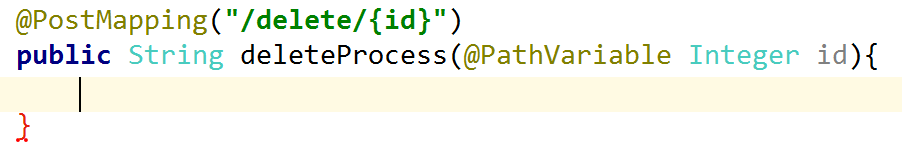 @PostMapping("/delete/{id}")
public String deleteProcess(@PathVariable Integer id){
}